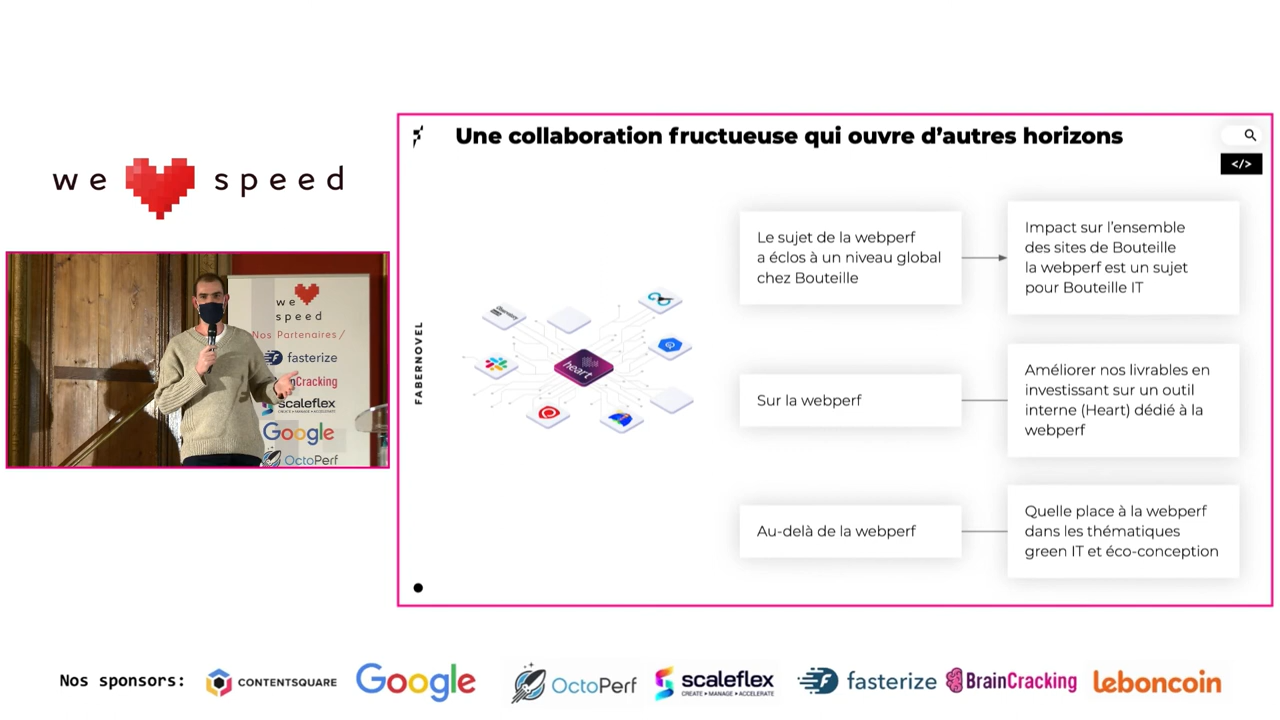 we speed
we
speed
Nos Partenaires /
fasterize
Cracking
scaleflex
CREATE • MANAGE • ACCELERATE
Google
OctoPerf
Une collaboration fructueuse qui ouvre d’autres horizons
</>
FABERNOVEL
heart
Le sujet de la webperf
a éclos à un niveau global
chez Bouteille
Impact sur l’ensemble
des sites de Bouteille
la webperf est un sujet
pour Bouteille IT
Sur la webperf
Améliorer nos livrables en
investissant sur un outil
interne (Heart) dédié à la
webperf
Au-delà de la webperf
Quelle place à la webperf
dans les thématiques
green IT et éco-conception
Nos sponsors:
CONTENTSQUARE
Google
OctoPerf
scaleflex
CREATE • MANAGE • ACCELERATE
fasterize
BrainCracking
leboncoin